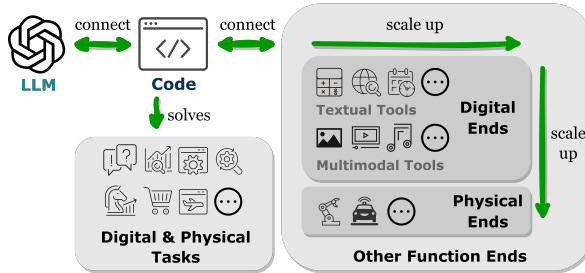 connect
connect
scale up
LLM
Code
solves
Textual Tools
Digital
Ends
Multimodal Tools
scale
up
Physical
Ends
Digital & Physical
Tasks
Other Function Ends